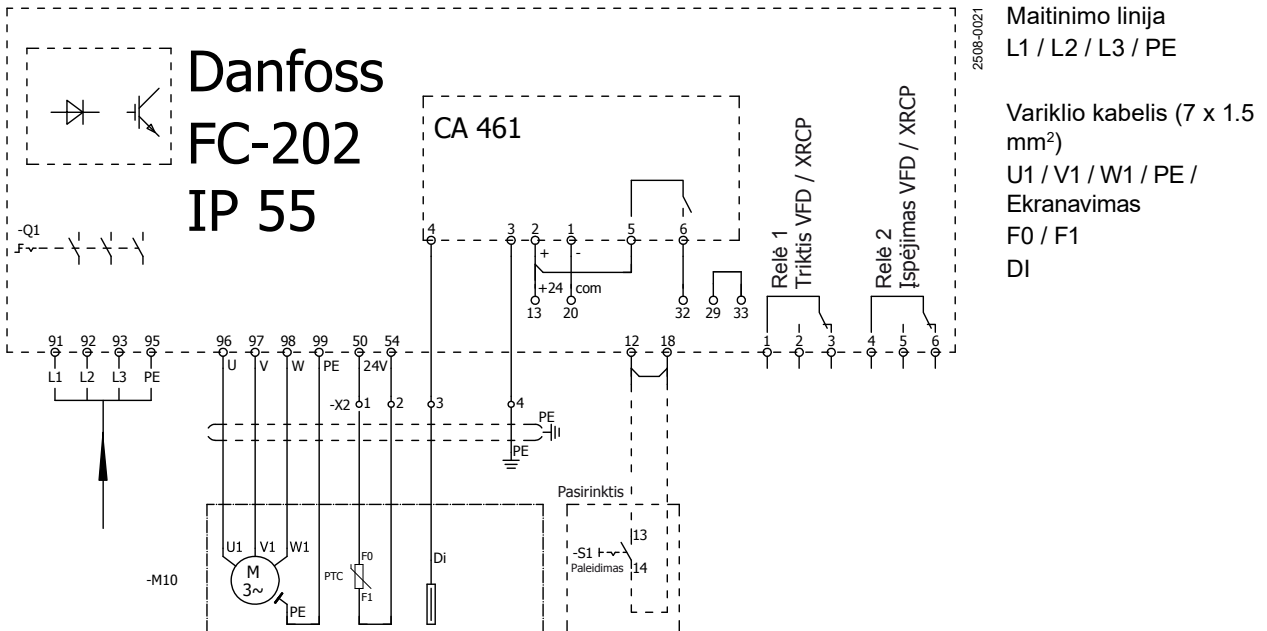 Danfoss
FC-202
IP 55
CA 461
-Q1
4 3 2 1 5 6
+ -
+24 com
13 20 32 29 33
Relė 1
Triktis VFD / XRCP
Relė 2
Įspėjimas VFD / XRCP
91 92 93 95 96 97 98 99 50 54 12 18 1 2 3 4 5 6
L1 L2 L3 PE U V W PE 24V
-X2 1 2 3 4
PE
PE
Pasirinktis
U1 V1 W1
M
3~
PE
-M10
PTC
F0
F1
Di
13
-S1
Paleidimas
14
2508-0021
Maitinimo linija
L1 / L2 / L3 / PE
Variklio kabelis (7 x 1.5
mm²)
U1 / V1 / W1 / PE /
Ekranavimas
F0 / F1
DI